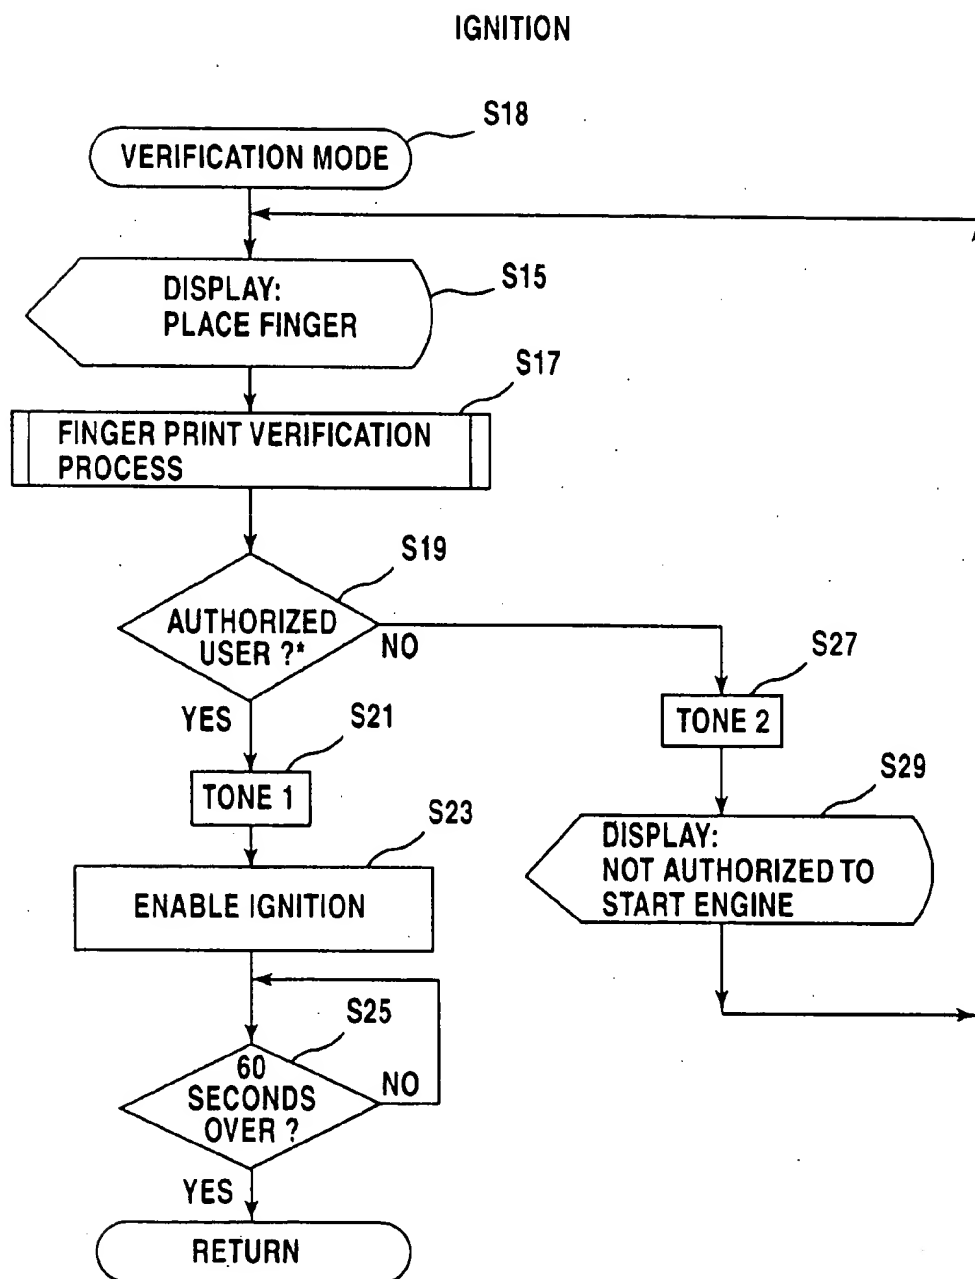 IGNITION
S18
VERIFICATION MODE
S15
DISPLAY:
PLACE FINGER
S17
FINGER PRINT VERIFICATION
PROCESS
S19
AUTHORIZED
USER ?*
NO
YES
S21
TONE 1
S23
ENABLE IGNITION
S25
60
SECONDS
OVER ?
NO
YES
RETURN
S27
TONE 2
S29
DISPLAY:
NOT AUTHORIZED TO
START ENGINE